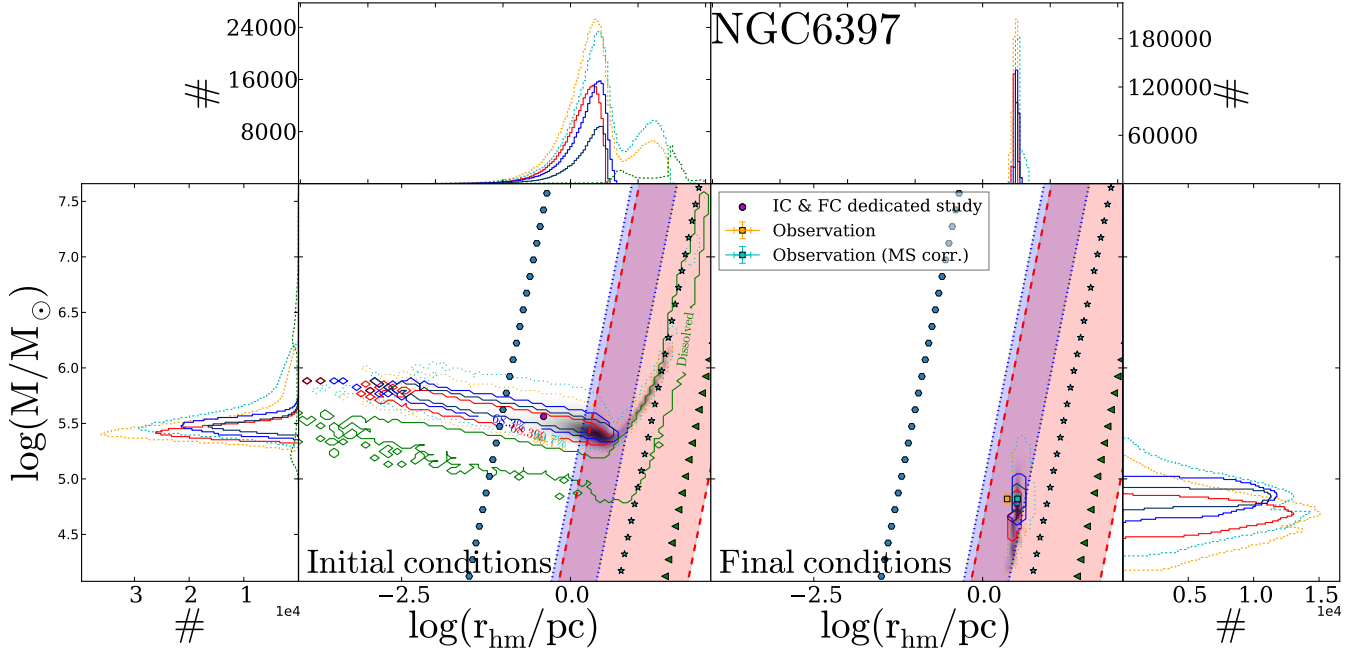 NGC6397
24000
16000
8000
#
180000
120000
60000
#
7.5
7.0
6.5
6.0
5.5
5.0
4.5
log(M/M⊙)
IC & FC dedicated study
Observation
Observation (MS corr.)
Dissolved
Initial conditions
Final conditions
3 2 1
1e4
#
−2.5 0.0
log(r_hm/pc)
−2.5 0.0
log(r_hm/pc)
0.5 1.0 1.5
1e4
#